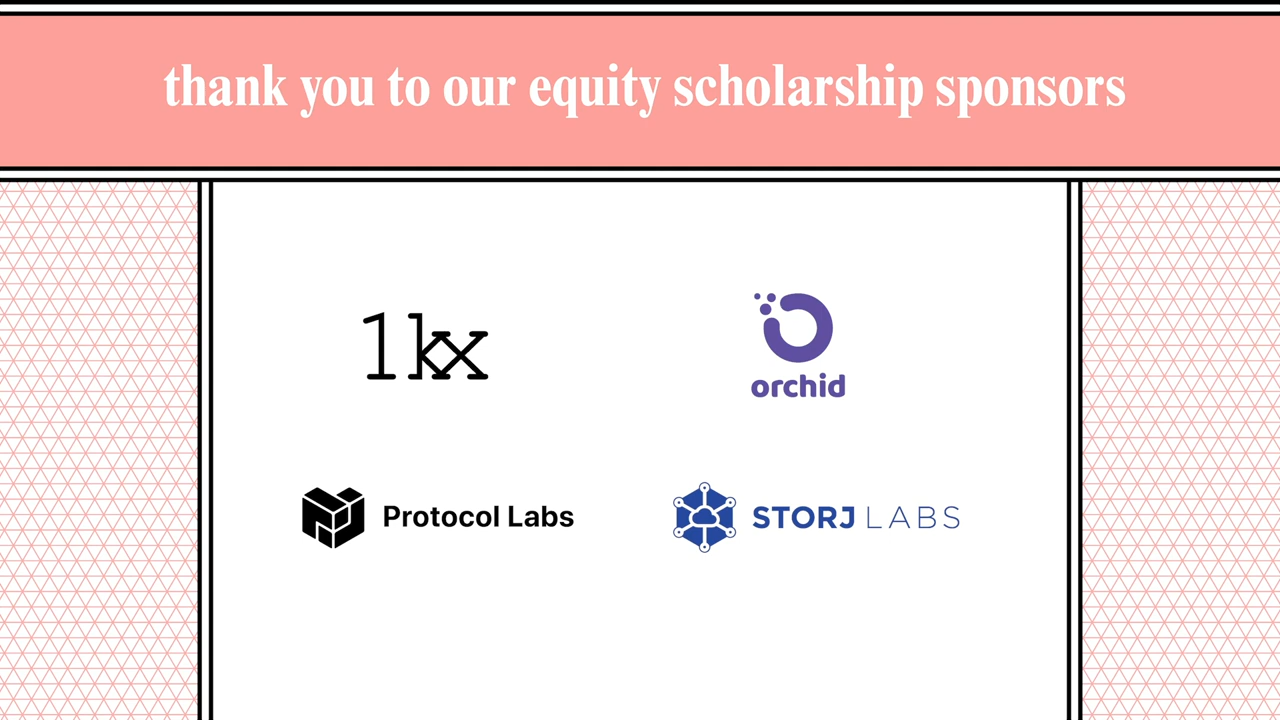 thank you to our equity scholarship sponsors
1kx
orchid
Protocol Labs
STORJ LABS